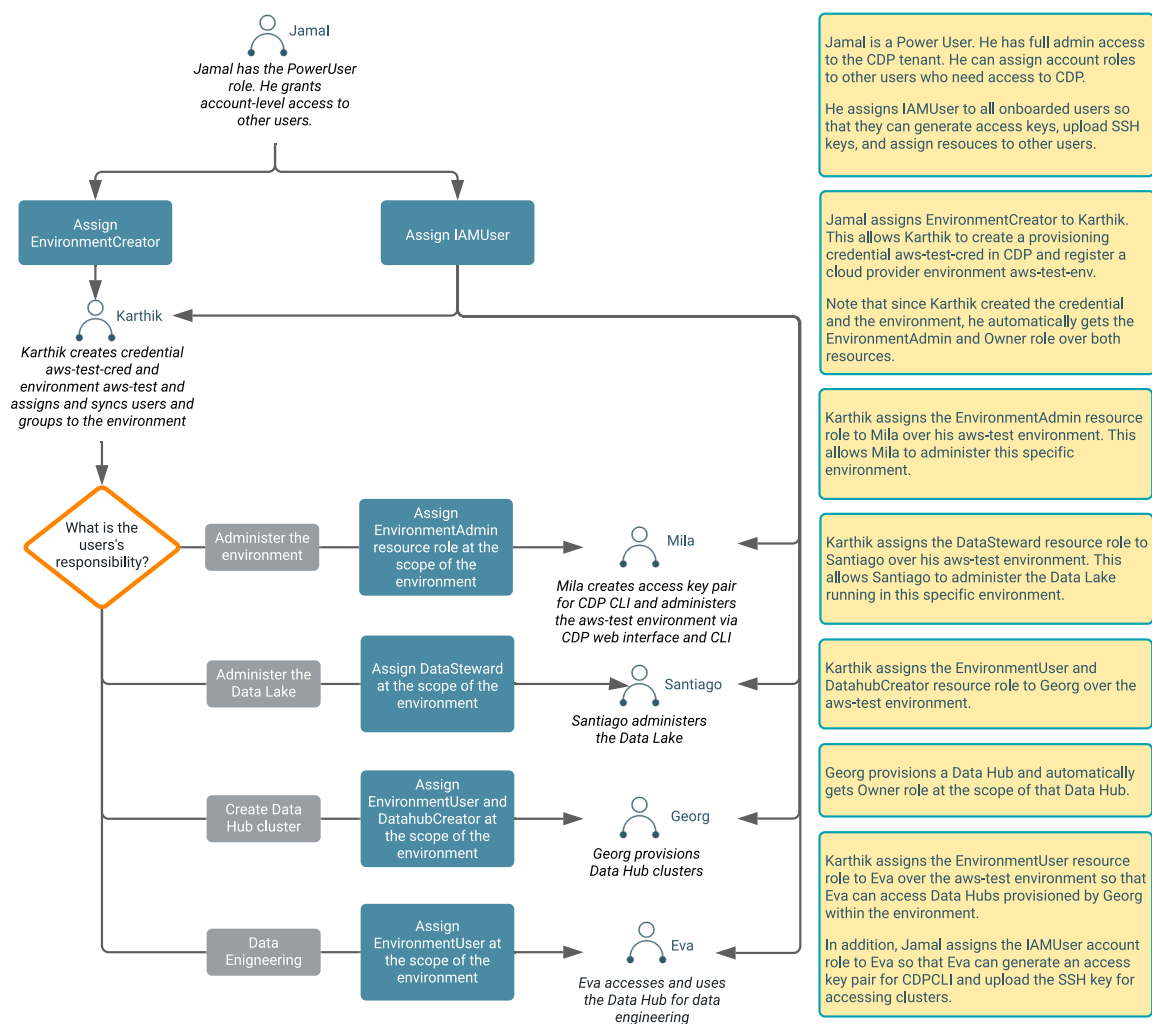 Jamal
Jamal has the PowerUser
role. He grants
account-level access to
other users.
Assign
EnvironmentCreator
Assign IAMUser
Karthik
Karthik creates credential
aws-test-cred and
environment aws-test and
assigns and syncs users and
groups to the environment
What is the
users's
responsibility?
Administer the
environment
Assign
EnvironmentAdmin
resource role at the
scope of the
environment
Mila
Mila creates access key pair
for CDP CLI and administers
the aws-test environment via
CDP web interface and CLI
Administer the
Data Lake
Assign DataSteward
at the scope of the
environment
Santiago
Santiago administers
the Data Lake
Create Data
Hub cluster
Assign
EnvironmentUser and
DatahubCreator at
the scope of the
environment
Georg
Georg provisions
Data Hub clusters
Data
Enigneering
Assign
EnvironmentUser at
the scope of the
environment
Eva
Eva accesses and uses
the Data Hub for data
engineering
Jamal is a Power User. He has full admin access
to the CDP tenant. He can assign account roles
to other users who need access to CDP.
He assigns IAMUser to all onboarded users so
that they can generate access keys, upload SSH
keys, and assign resouces to other users.
Jamal assigns EnvironmentCreator to Karthik.
This allows Karthik to create a provisioning
credential aws-test-cred in CDP and register a
cloud provider environment aws-test-env.
Note that since Karthik created the credential
and the environment, he automatically gets the
EnvironmentAdmin and Owner role over both
resources.
Karthik assigns the EnvironmentAdmin resource
role to Mila over his aws-test environment. This
allows Mila to administer this specific
environment.
Karthik assigns the DataSteward resource role to
Santiago over his aws-test environment. This
allows Santiago to administer the Data Lake
running in this specific environment.
Karthik assigns the EnvironmentUser and
DatahubCreator resource role to Georg over the
aws-test environment.
Georg provisions a Data Hub and automatically
gets Owner role at the scope of that Data Hub.
Karthik assigns the EnvironmentUser resource
role to Eva over the aws-test environment so that
Eva can access Data Hubs provisioned by Georg
within the environment.
In addition, Jamal assigns the IAMUser account
role to Eva so that Eva can generate an access
key pair for CDPCLI and upload the SSH key for
accessing clusters.